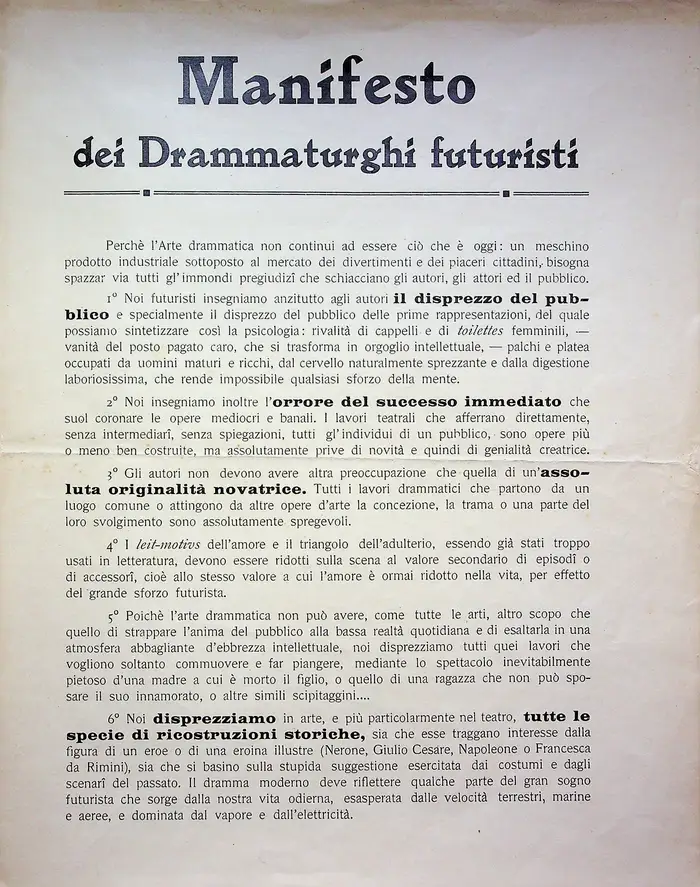 Manifesto
dei Drammaturghi futuristi
Perchè l'Arte drammatica non continui ad essere ciò che è oggi: un meschino
prodotto industriale sottoposto al mercato dei divertimenti e dei piaceri cittadini, bisogna
spazzar via tutti gl'immondi pregiudizî che schiacciano gli autori, gli attori ed il pubblico.
1° Noi futuristi insegniamo anzitutto agli autori il disprezzo del pub-
blico e specialmente il disprezzo del pubblico delle prime rappresentazioni, del quale
possiamo sintetizzare così la psicologia: rivalità di cappelli e di toilettes femminili, —
vanità del posto pagato caro, che si trasforma in orgoglio intellettuale, — palchi e platea
occupati da uomini maturi e ricchi, dal cervello naturalmente sprezzante e dalla digestione
laboriosissima, che rende impossibile qualsiasi sforzo della mente.
2° Noi insegniamo inoltre l'orrore del successo immediato che
suol coronare le opere mediocri e banali. I lavori teatrali che afferrano direttamente,
senza intermediarî, senza spiegazioni, tutti gl'individui di un pubblico, sono opere più
o meno ben costruite, ma assolutamente prive di novità e quindi di genialità creatrice.
3° Gli autori non devono avere altra preoccupazione che quella di un'asso-
luta originalità novatrice. Tutti i lavori drammatici che partono da un
luogo comune o attingono da altre opere d'arte la concezione, la trama o una parte del
loro svolgimento sono assolutamente spregevoli.
4° I leit-motivs dell'amore e il triangolo dell'adulterio, essendo già stati troppo
usati in letteratura, devono essere ridotti sulla scena al valore secondario di episodî o
di accessorî, cioè allo stesso valore a cui l'amore è ormai ridotto nella vita, per effetto
del grande sforzo futurista.
5° Poichè l'arte drammatica non può avere, come tutte le arti, altro scopo che
quello di strappare l'anima del pubblico alla bassa realtà quotidiana e di esaltarla in una
atmosfera abbagliante d'ebbrezza intellettuale, noi disprezziamo tutti quei lavori che
vogliono soltanto commuovere e far piangere, mediante lo spettacolo inevitabilmente
pietoso d'una madre a cui è morto il figlio, o quello di una ragazza che non può spo-
sare il suo innamorato, o altre simili scipitaggini....
6° Noi disprezziamo in arte, e più particolarmente nel teatro, tutte le
specie di ricostruzioni storiche, sia che esse traggano interesse dalla
figura di un eroe o di una eroina illustre (Nerone, Giulio Cesare, Napoleone o Francesca
da Rimini), sia che si basino sulla stupida suggestione esercitata dai costumi e dagli
scenarî del passato. Il dramma moderno deve riflettere qualche parte del gran sogno
futurista che sorge dalla nostra vita odierna, esasperata dalle velocità terrestri, marine
e aeree, e dominata dal vapore e dall'elettricità.